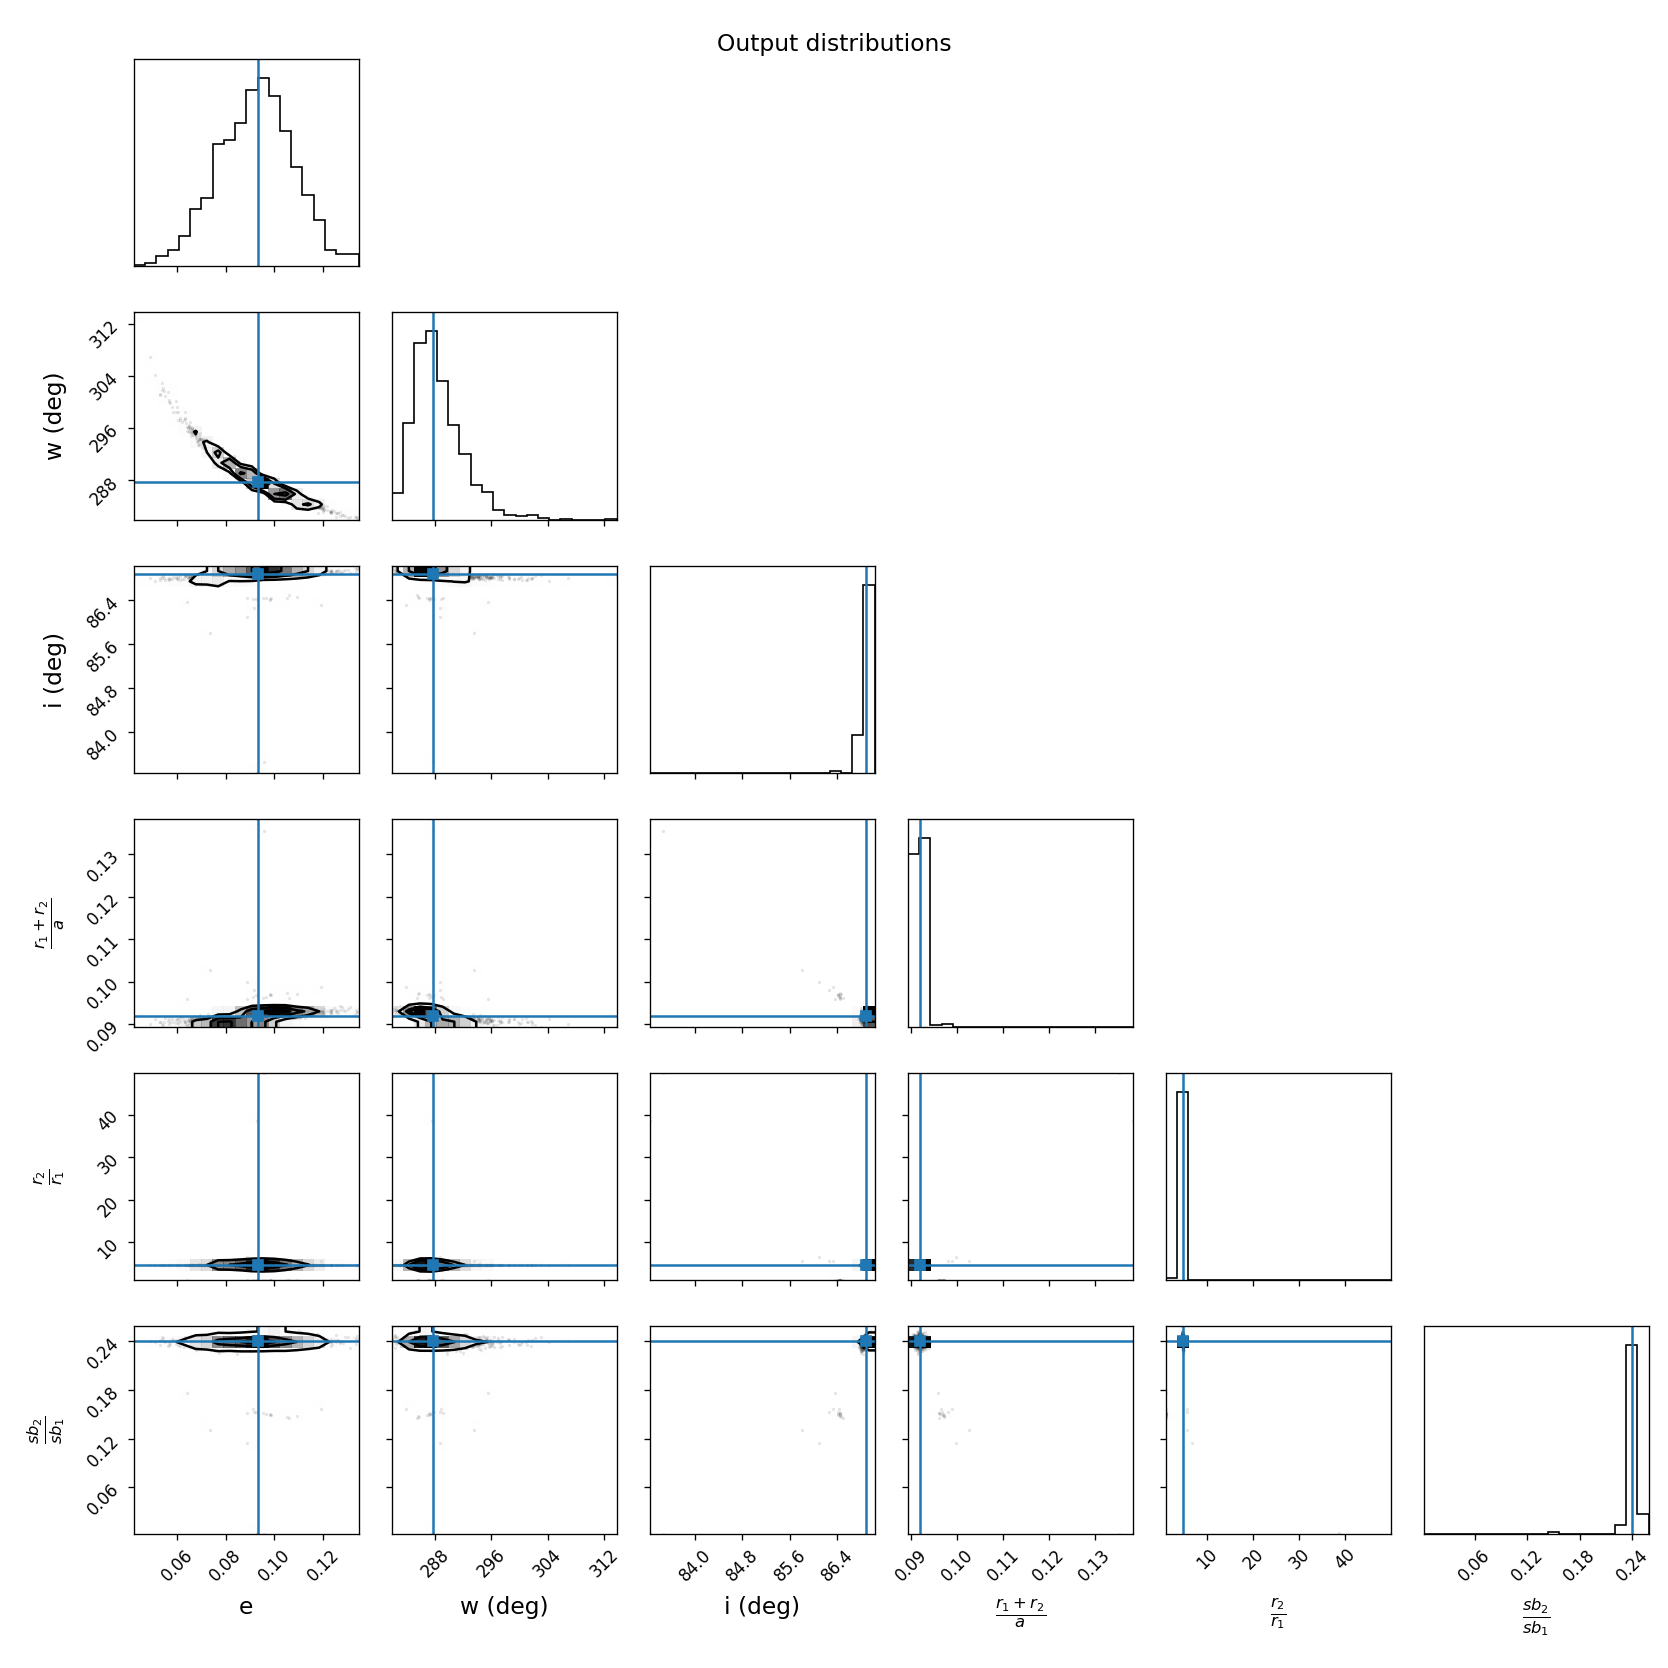 Output distributions
w (deg)
312
304
296
288
i (deg)
86.4
85.6
84.8
84.0
r₁ + r₂
a
0.13
0.12
0.11
0.10
0.09
r₂
r₁
40
30
20
10
sb₂
sb₁
0.24
0.18
0.12
0.06
0.06 0.08 0.10 0.12
288 296 304 312
84.0 84.8 85.6 86.4
0.09 0.10 0.11 0.12 0.13
10 20 30 40
0.06 0.12 0.18 0.24
e
w (deg)
i (deg)
r₁ + r₂
a
r₂
r₁
sb₂
sb₁